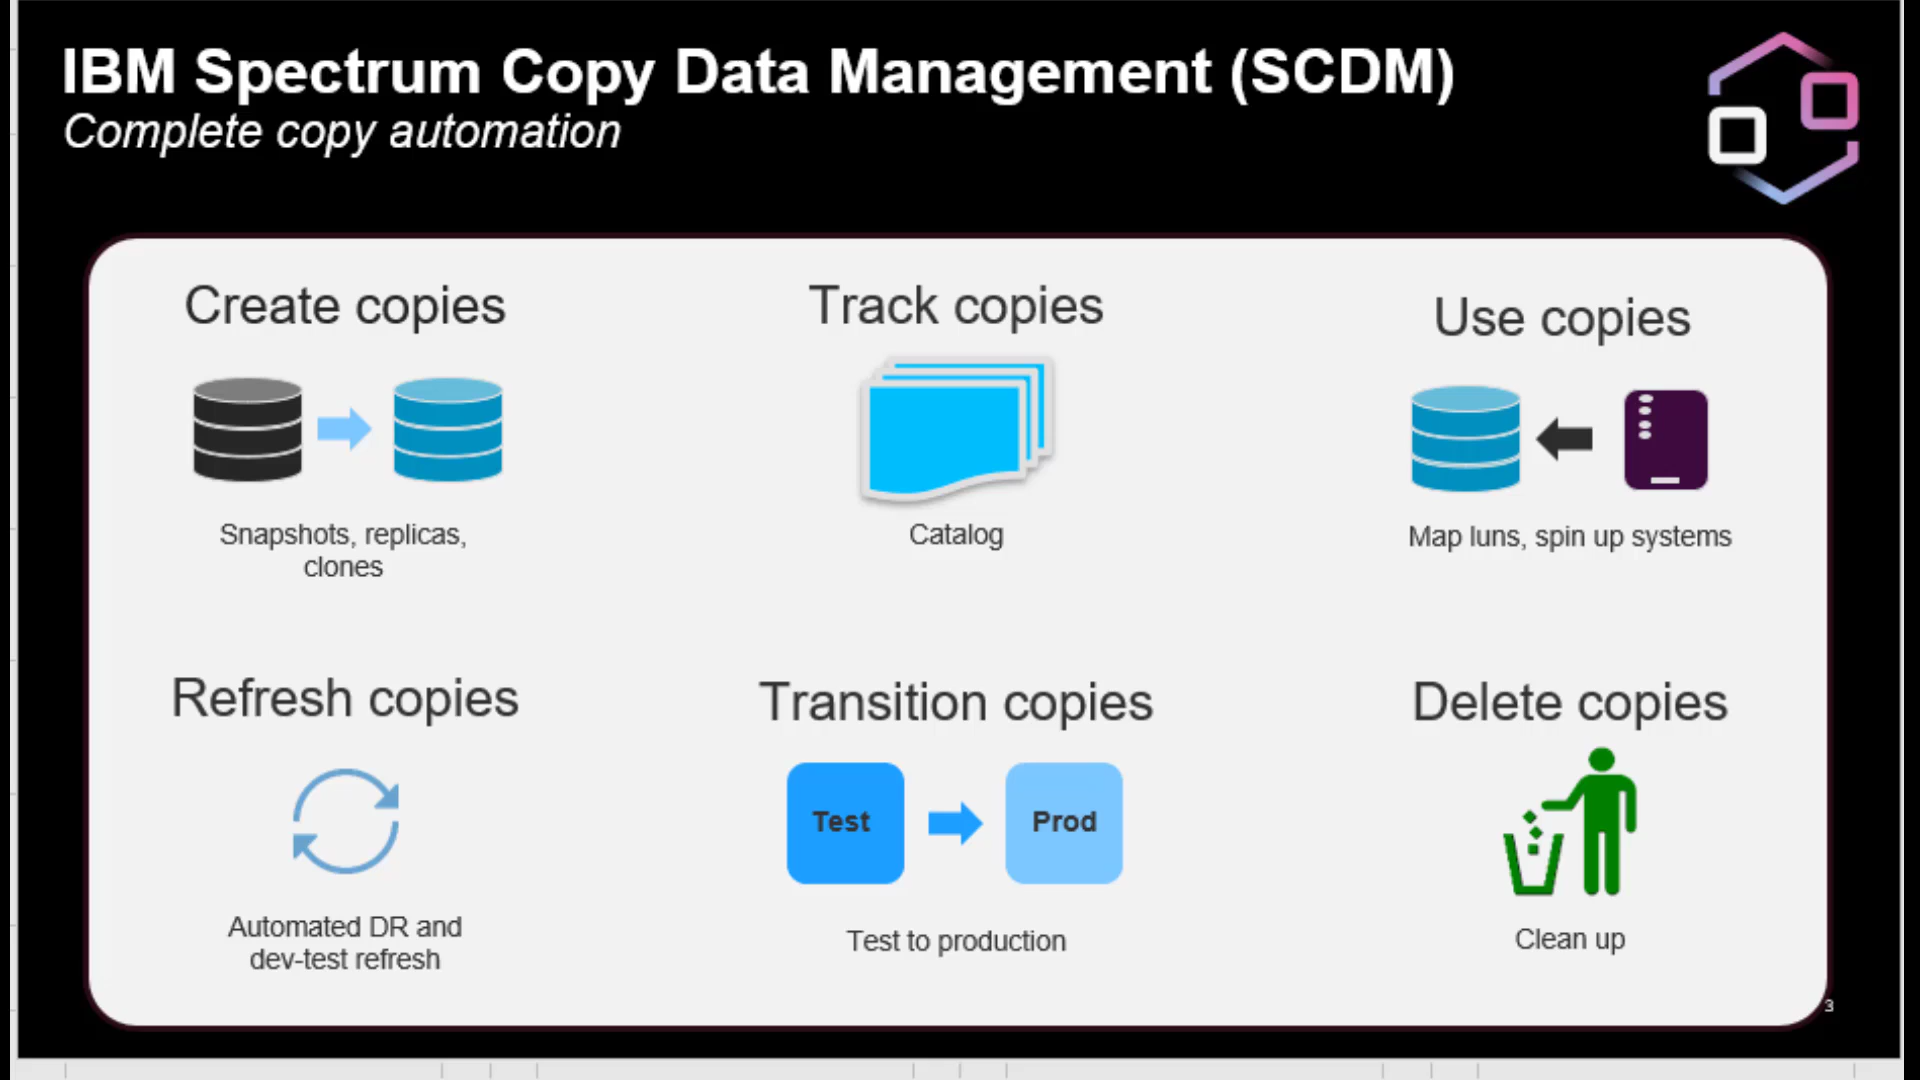 IBM Spectrum Copy Data Management (SCDM)
Complete copy automation
Create copies
Snapshots, replicas,
clones
Track copies
Catalog
Use copies
Map luns, spin up systems
Refresh copies
Automated DR and
dev-test refresh
Transition copies
Test
Prod
Test to production
Delete copies
Clean up
3